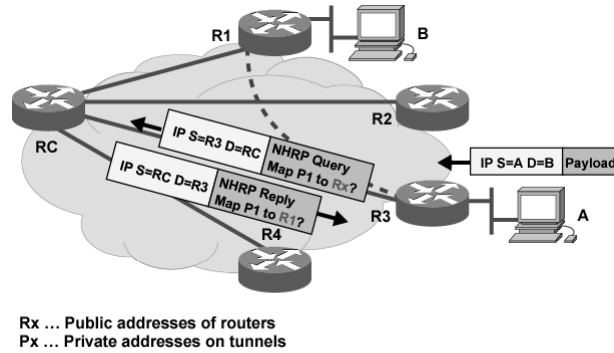 R1
B
RC
R2
IP S=R3 D=RC
NHRP Query
Map P1 to Rx?
IP S=A D=B Payload
IP S=RC D=R3
NHRP Reply
Map P1 to R1?
R3
A
R4
Rx ... Public addresses of routers
Px ... Private addresses on tunnels